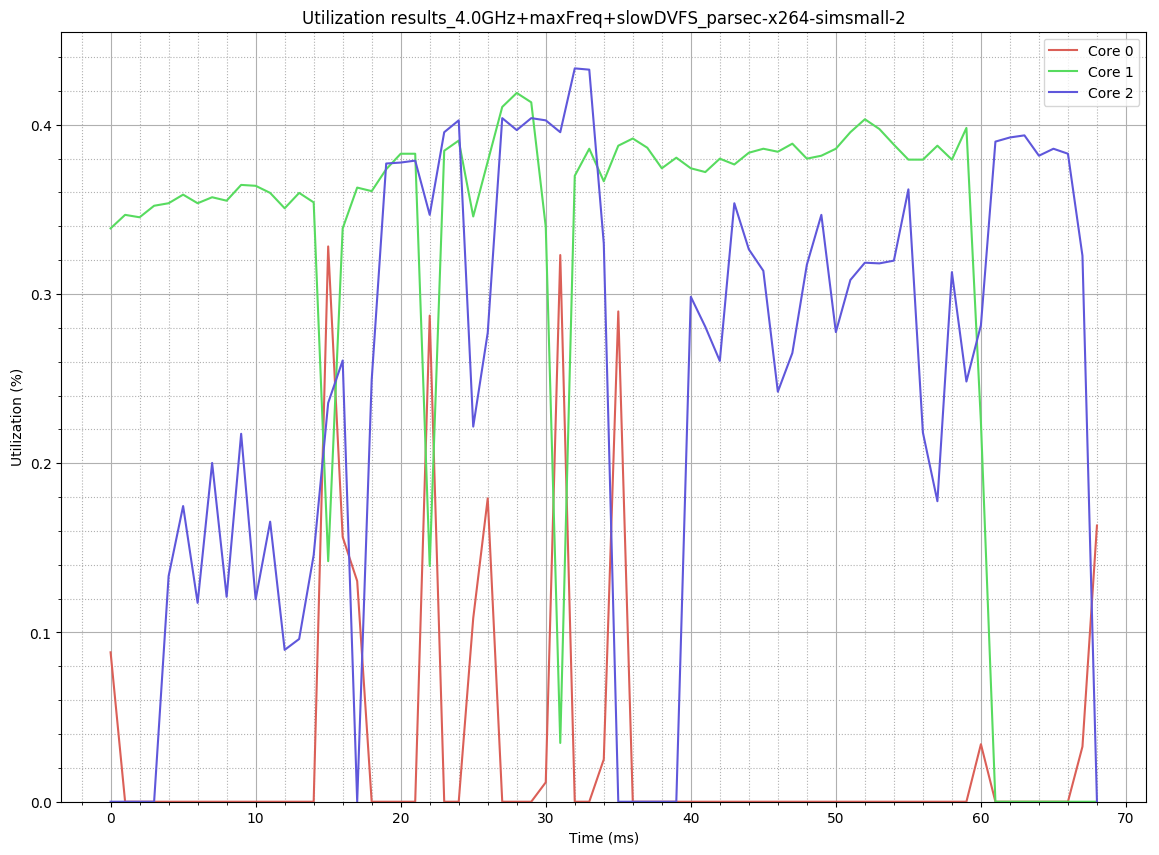 Utilization results_4.0GHz+maxFreq+slowDVFS_parsec-x264-simsmall-2
Core 0
Core 1
Core 2
Utilization (%)
0.4
0.3
0.2
0.1
0.0
0 10 20 30 40 50 60 70
Time (ms)